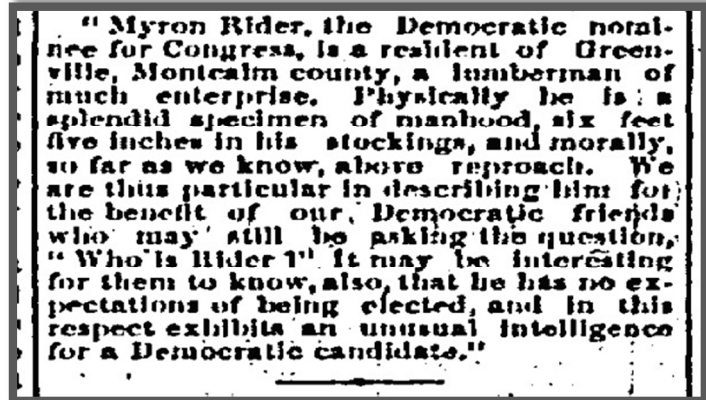 "Myron Rider, the Democratic nomi-
nee for Congress, is a resident of Green-
ville, Montcalm county, a lumberman of
much enterprise. Physically he is a
splendid specimen of manhood, six feet
five inches in his stockings, and morally,
so far as we know, above reproach. We
are thus particular in describing him for
the benefit of our Democratic friends
who may still be asking the question,
"Who is Rider?" It may be interesting
for them to know, also, that he has no ex-
pectations of being elected, and in this
respect exhibits an unusual intelligence
for a Democratic candidate."